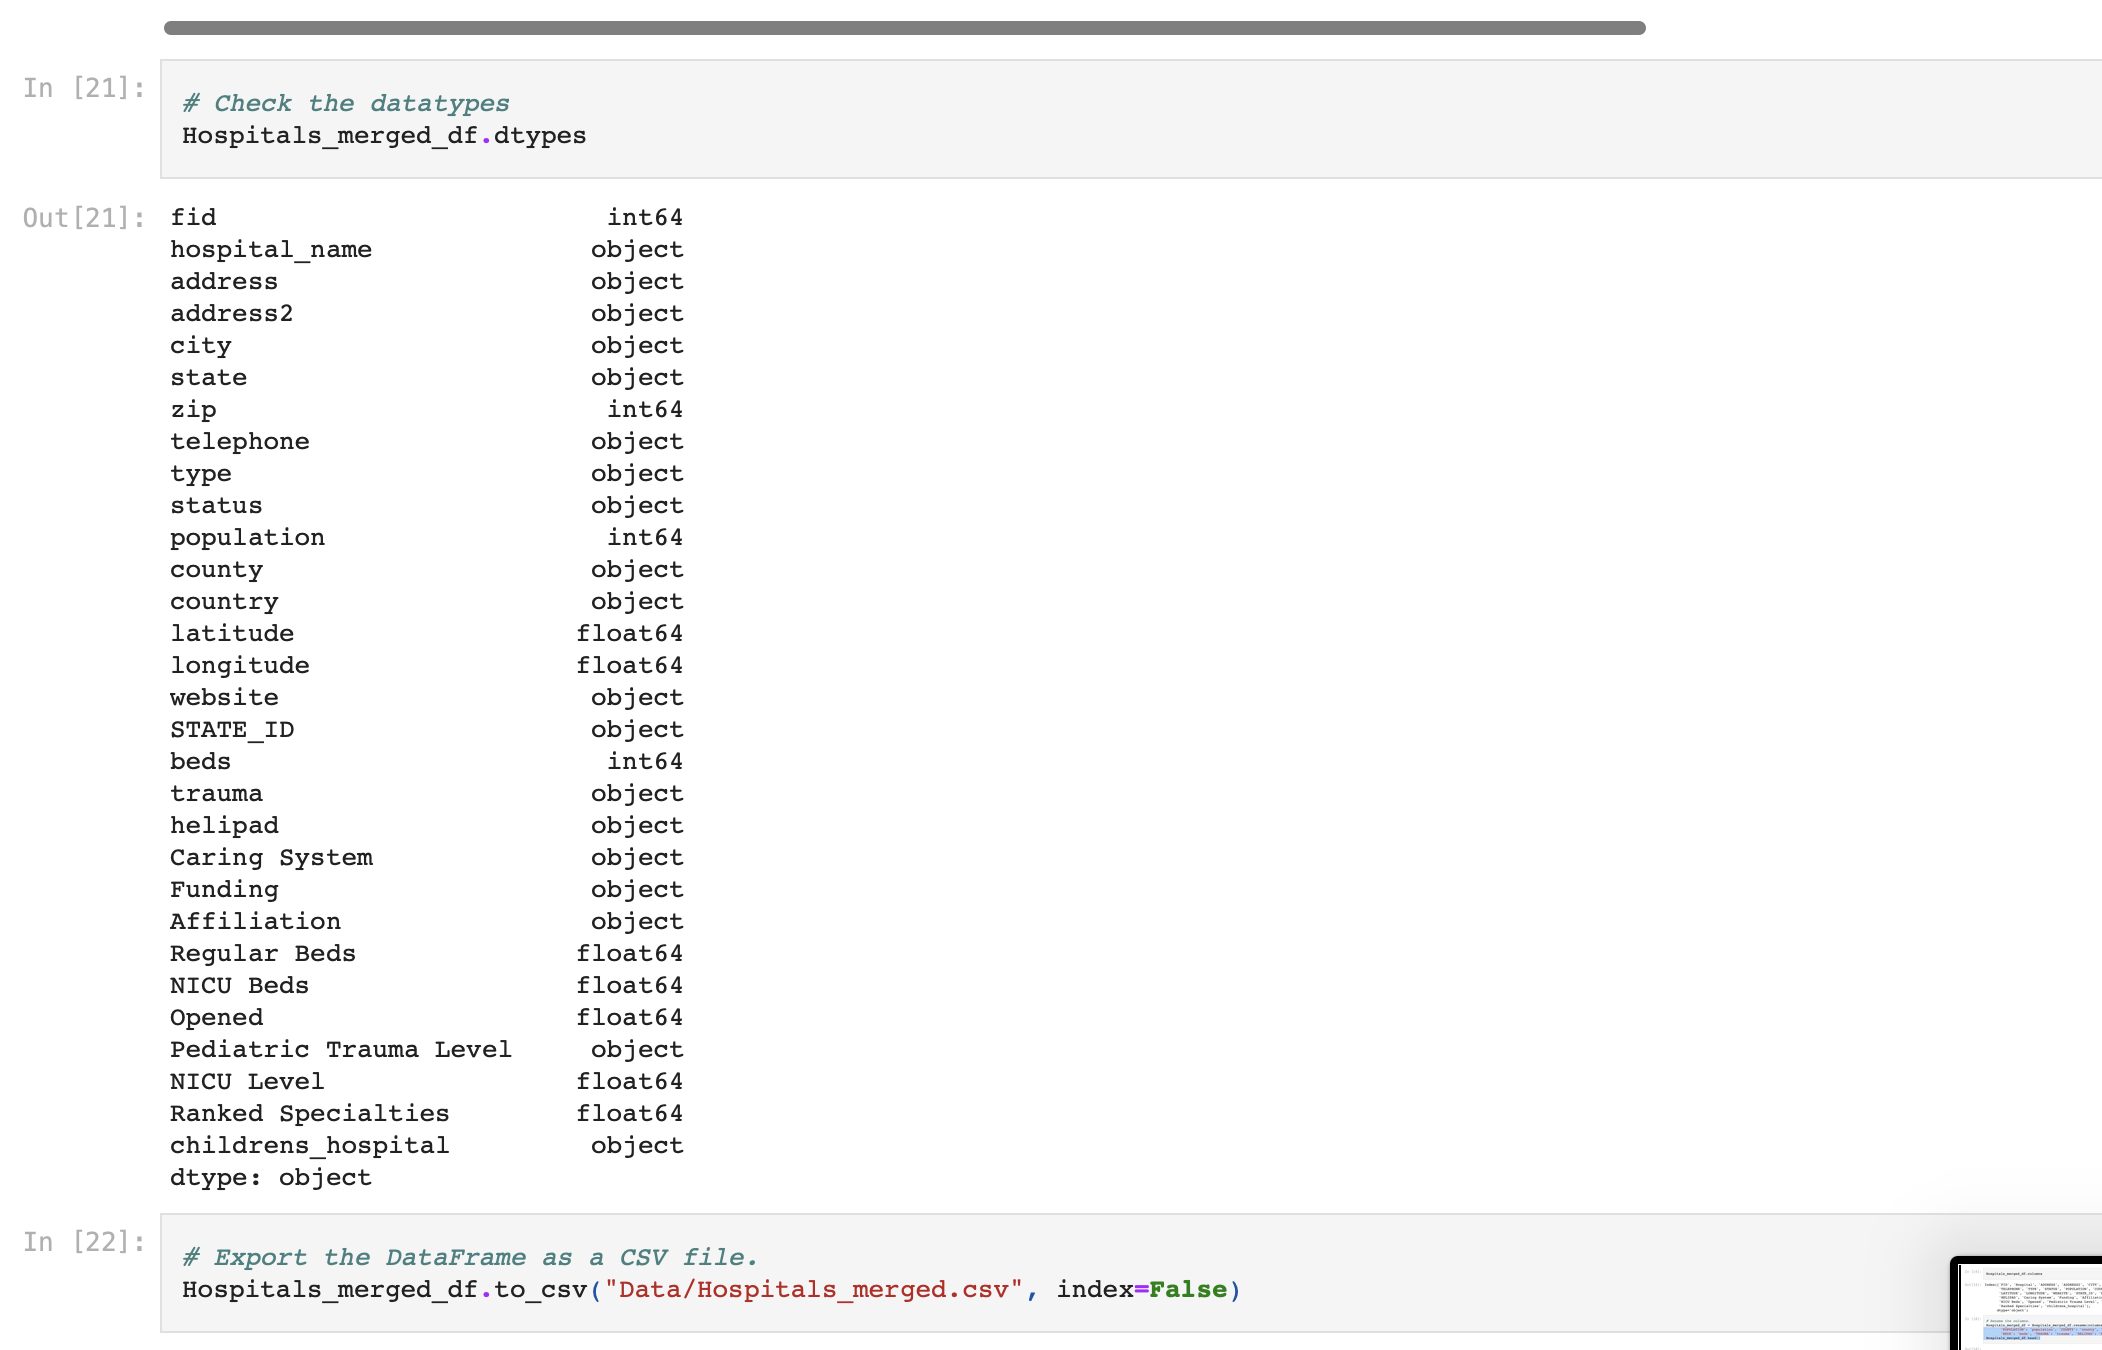 In [21]:
# Check the datatypes
Hospitals_merged_df.dtypes
Out[21]:
fid int64
hospital_name object
address object
address2 object
city object
state object
zip int64
telephone object
type object
status object
population int64
county object
country object
latitude float64
longitude float64
website object
STATE_ID object
beds int64
trauma object
helipad object
Caring System object
Funding object
Affiliation object
Regular Beds float64
NICU Beds float64
Opened float64
Pediatric Trauma Level object
NICU Level float64
Ranked Specialties float64
childrens_hospital object
dtype: object
In [22]:
# Export the DataFrame as a CSV file.
Hospitals_merged_df.to_csv("Data/Hospitals_merged.csv", index=False)